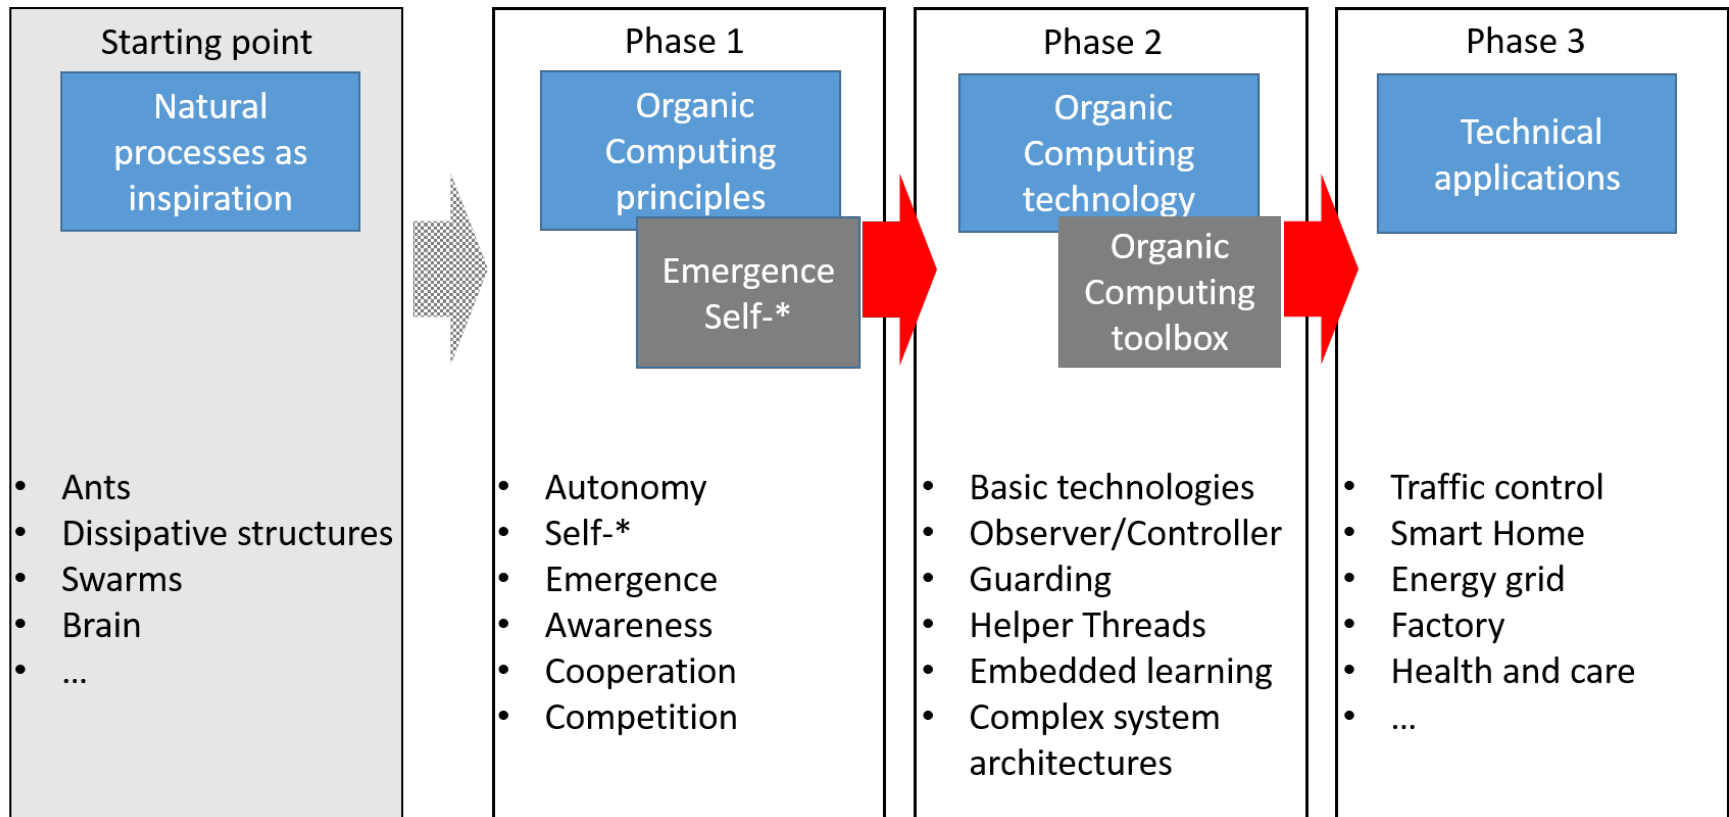 Starting point
Natural
processes as
inspiration
• Ants
• Dissipative structures
• Swarms
• Brain
• ...
Phase 1
Organic
Computing
principles
Emergence
Self-*
• Autonomy
• Self-*
• Emergence
• Awareness
• Cooperation
• Competition
Phase 2
Organic
Computing
technology
Organic
Computing
toolbox
• Basic technologies
• Observer/Controller
• Guarding
• Helper Threads
• Embedded learning
• Complex system
architectures
Phase 3
Technical
applications
• Traffic control
• Smart Home
• Energy grid
• Factory
• Health and care
• ...